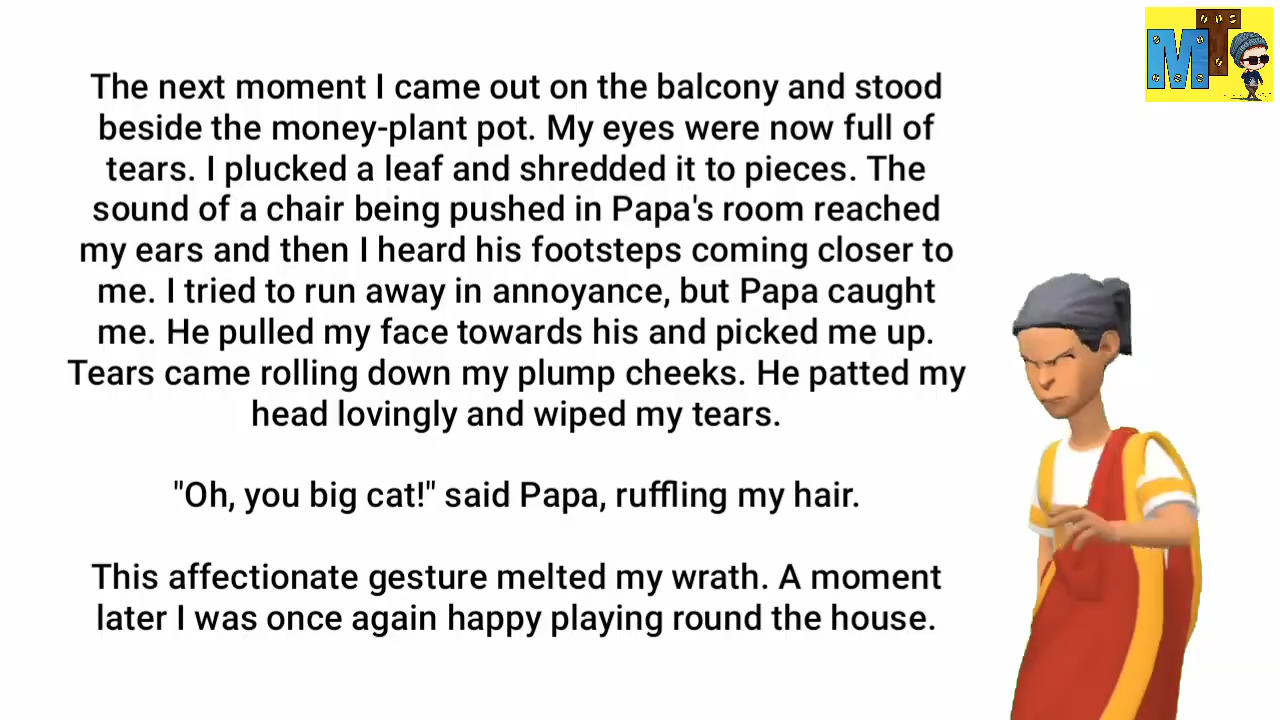 The next moment I came out on the balcony and stood
beside the money-plant pot. My eyes were now full of
tears. I plucked a leaf and shredded it to pieces. The
sound of a chair being pushed in Papa's room reached
my ears and then I heard his footsteps coming closer to
me. I tried to run away in annoyance, but Papa caught
me. He pulled my face towards his and picked me up.
Tears came rolling down my plump cheeks. He patted my
head lovingly and wiped my tears.
"Oh, you big cat!" said Papa, ruffling my hair.
This affectionate gesture melted my wrath. A moment
later I was once again happy playing round the house.
MT